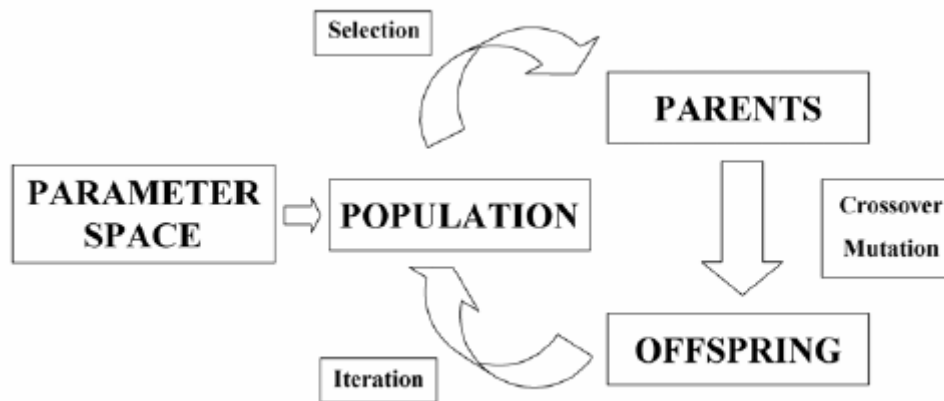 Selection
PARENTS
PARAMETER
SPACE
POPULATION
Crossover
Mutation
OFFSPRING
Iteration